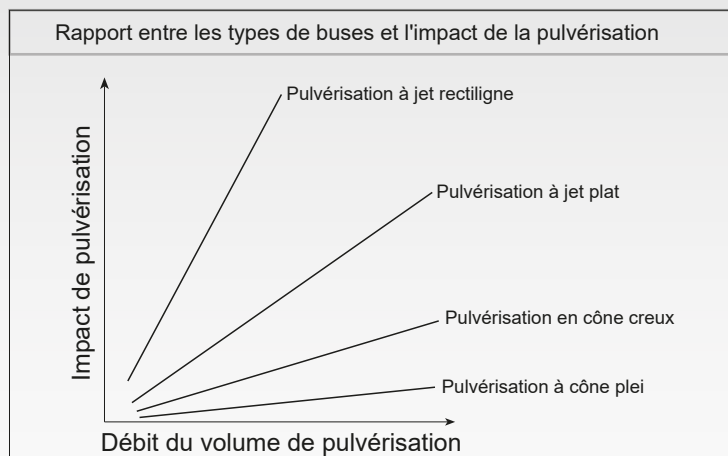 Rapport entre les types de buses et l'impact de la pulvérisation
Pulvérisation à jet rectiligne
Pulvérisation à jet plat
Pulvérisation en cône creux
Pulvérisation à cône plei
Impact de pulvérisation
Débit du volume de pulvérisation